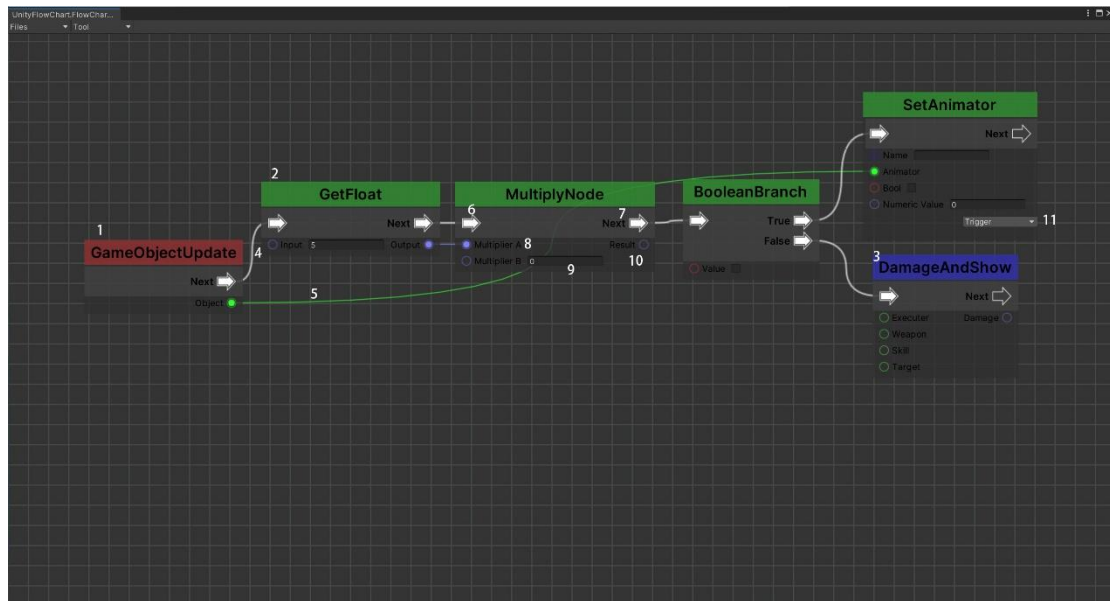 UnityFlowChart.FlowChar...
Files
Tool
SetAnimator
Next
Name
Animator
Bool
Numeric Value 0
Trigger
11
2
GetFloat
Next
Input 5
Output
MultiplyNode
6
7
Next
Multiplier A
8
Result
Multiplier B 0
9
10
BooleanBranch
True
False
Value
1
GameObjectUpdate
4
Next
Object
5
3
DamageAndShow
Next
Executer
Damage
Weapon
Skill
Target